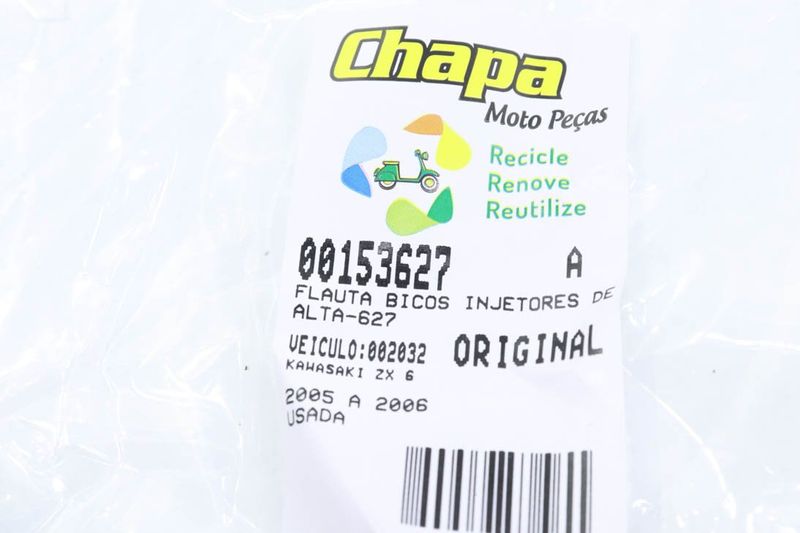 Chapa
Moto Peças
Recicle
Renove
Reutilize
00153627 A
FLAUTA BICOS INJETORES DE
ALTA-627
VEICULO:002032 ORIGINAL
KAWASAKI ZX 6
2005 A 2006
USADA